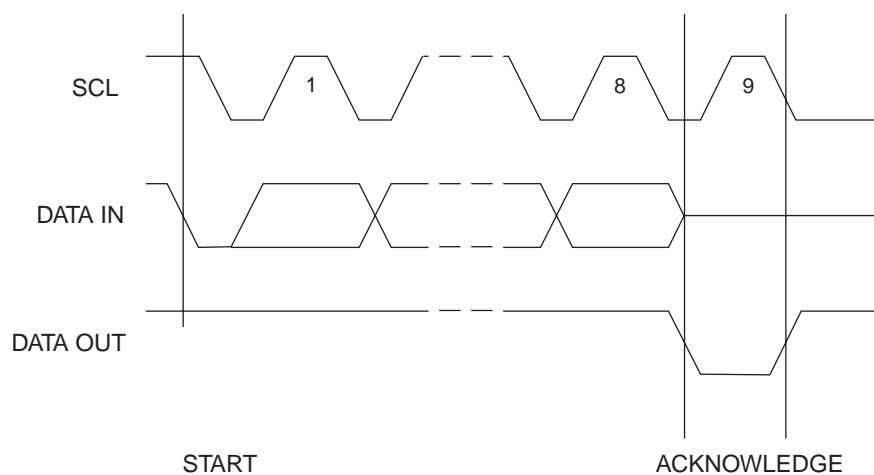 SCL
1
8
9
DATA IN
DATA OUT
START
ACKNOWLEDGE